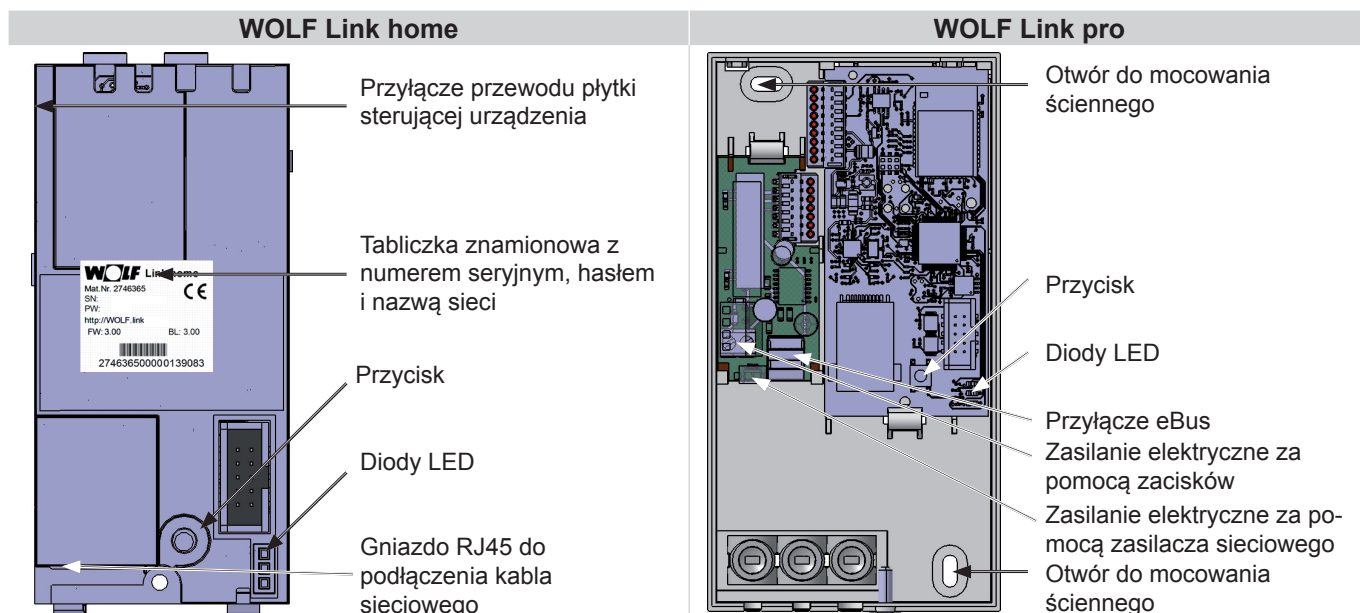 WOLF Link home
Przyłącze przewodu płytki
sterującej urządzenia
Tabliczka znamionowa z
numerem seryjnym, hasłem
i nazwą sieci
WOLF Link home
Mat.Nr. 2746365
SN:
PW:
http://WOLF.link
FW: 3.00 BL: 3.00
CE
274636500000139083
Przycisk
Diody LED
Gniazdo RJ45 do
podłączenia kabla
sieciowego
WOLF Link pro
Otwór do mocowania
ściennego
Przycisk
Diody LED
Przyłącze eBus
Zasilanie elektryczne za
pomocą zacisków
Zasilanie elektryczne za po-
mocą zasilacza sieciowego
Otwór do mocowania
ściennego